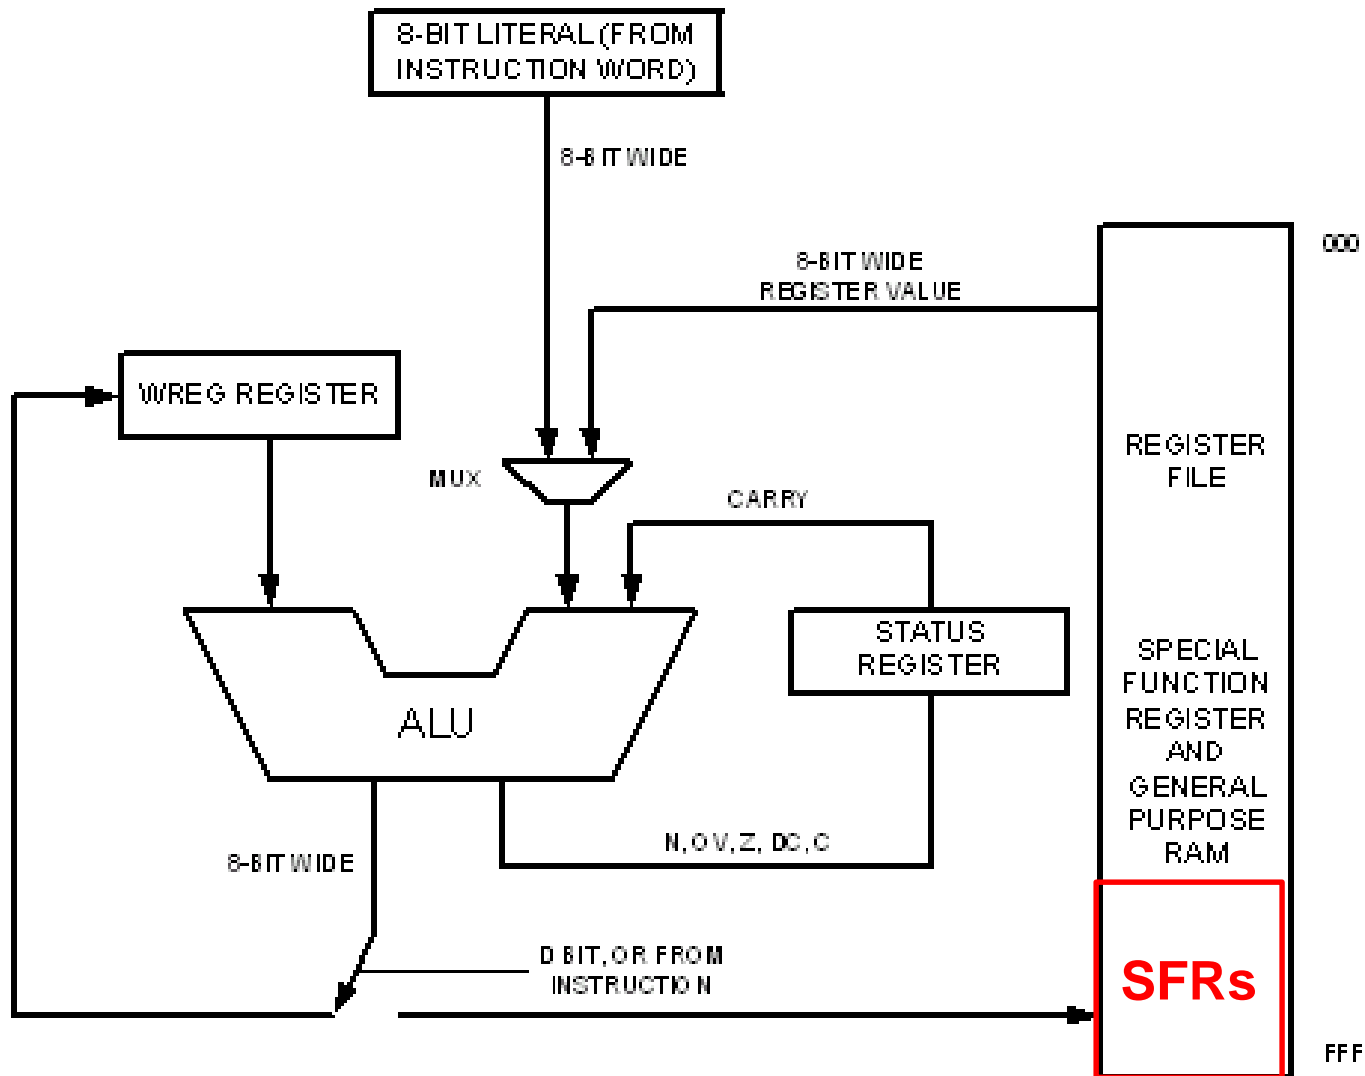 8-BIT LITERAL (FROM
INSTRUCTION WORD)
8-BIT WIDE
8-BIT WIDE
REGISTER VALUE
000
WREG REGISTER
MUX
CARRY
REGISTER
FILE
STATUS
REGISTER
ALU
SPECIAL
FUNCTION
REGISTER
AND
GENERAL
PURPOSE
RAM
N, OV, Z, DC, C
8-BIT WIDE
D BIT, OR FROM
INSTRUCTION
SFRs
FFF